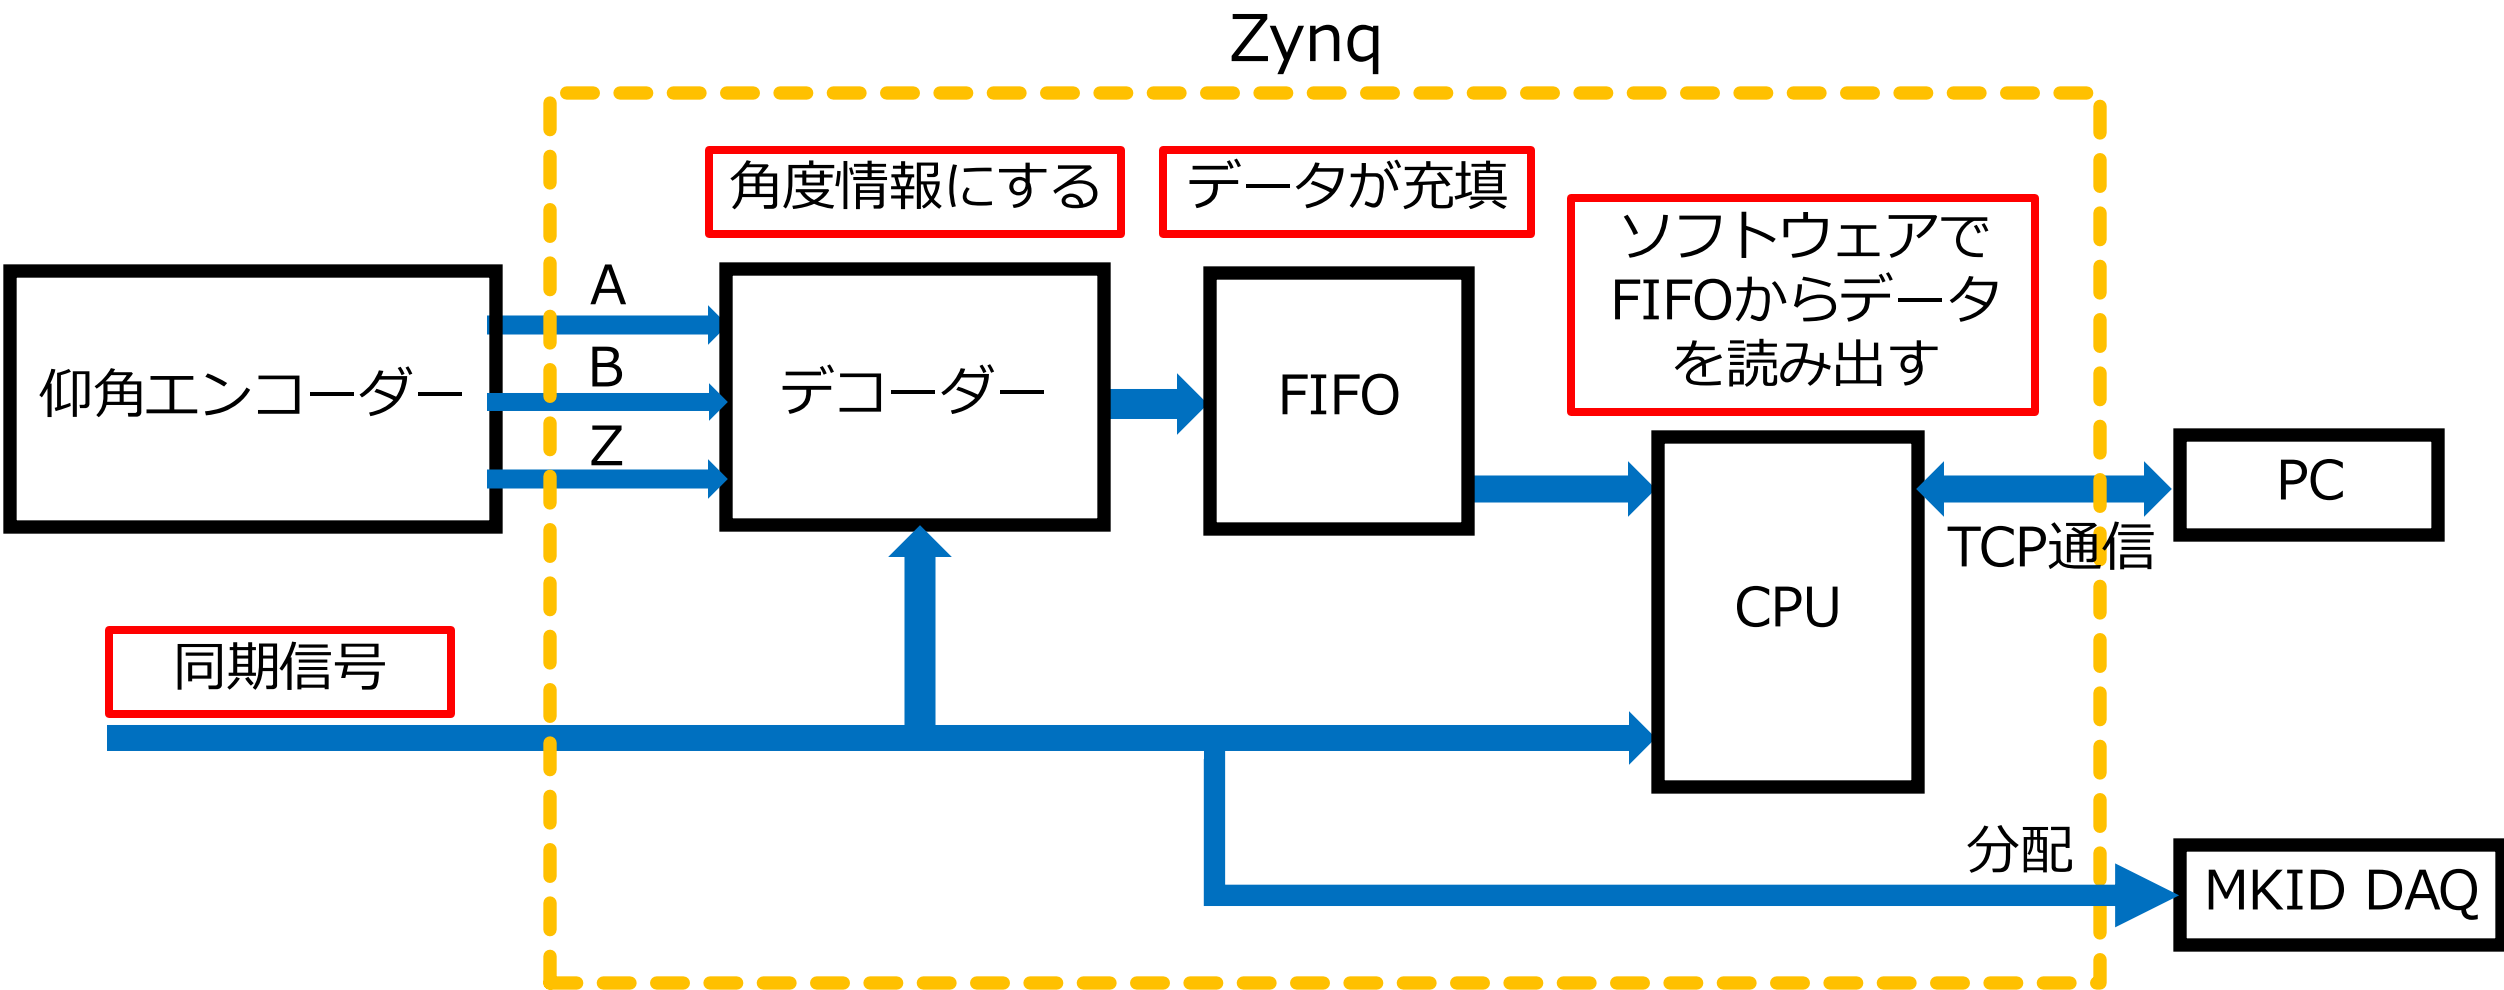 Zynq
角度情報にする
データが充填
ソフトウエアで
FIFOからデータ
を読み出す
A
B
Z
仰角エンコーダー
デコーター
FIFO
PC
TCP通信
CPU
同期信号
分配
MKID DAQ